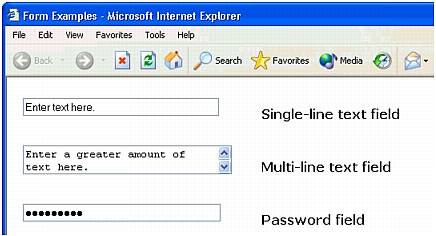 Form Examples - Microsoft Internet Explorer
File Edit View Favorites Tools Help
Back Search Favorites Media
Enter text here. Single-line text field
Enter a greater amount of
text here. Multi-line text field
●●●●●●●●● Password field